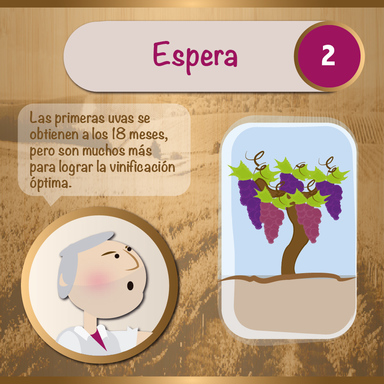 Espera
2
Las primeras uvas se
obtienen a los 18 meses,
pero son muchos más
para lograr la vinificación
óptima.